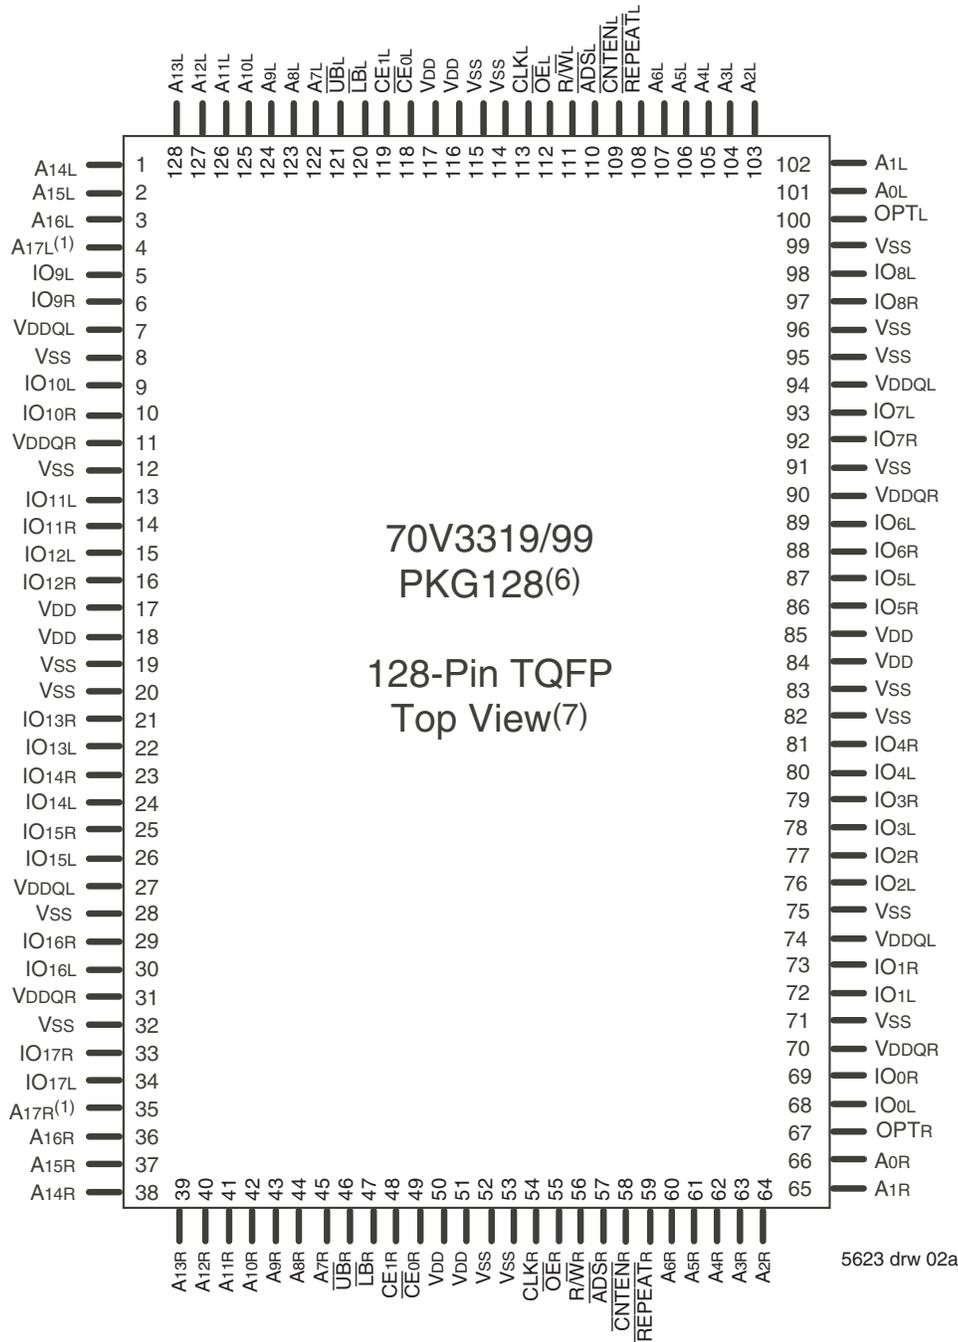 A13L A12L A11L A10L A9L A8L A7L UBL LBL CE1L CE0L VDD VDD VSS VSS CLKL OEL R/WL ADSL CNTENL REPEATL A6L A5L A4L A3L A2L
128 127 126 125 124 123 122 121 120 119 118 117 116 115 114 113 112 111 110 109 108 107 106 105 104 103
A14L 1 102 A1L
A15L 2 101 A0L
A16L 3 100 OPTL
A17L(1) 4 99 VSS
IO9L 5 98 IO8L
IO9R 6 97 IO8R
VDDQL 7 96 VSS
VSS 8 95 VSS
IO10L 9 94 VDDQL
IO10R 10 93 IO7L
VDDQR 11 92 IO7R
VSS 12 91 VSS
IO11L 13 90 VDDQR
IO11R 14 89 IO6L
IO12L 15 88 IO6R
IO12R 16 87 IO5L
VDD 17 86 IO5R
VDD 18 85 VDD
VSS 19 84 VDD
VSS 20 83 VSS
IO13R 21 82 VSS
IO13L 22 81 IO4R
IO14R 23 80 IO4L
IO14L 24 79 IO3R
IO15R 25 78 IO3L
IO15L 26 77 IO2R
VDDQL 27 76 IO2L
VSS 28 75 VSS
IO16R 29 74 VDDQL
IO16L 30 73 IO1R
VDDQR 31 72 IO1L
VSS 32 71 VSS
IO17R 33 70 VDDQR
IO17L 34 69 IO0R
A17R(1) 35 68 IO0L
A16R 36 67 OPTR
A15R 37 66 A0R
A14R 38 65 A1R
70V3319/99
PKG128(6)
128-Pin TQFP
Top View(7)
39 40 41 42 43 44 45 46 47 48 49 50 51 52 53 54 55 56 57 58 59 60 61 62 63 64
A13R A12R A11R A10R A9R A8R A7R UBR LBR CE1R CE0R VDD VDD VSS VSS CLKR OER R/WR ADSR CNTENR REPEATR A6R A5R A4R A3R A2R
5623 drw 02a